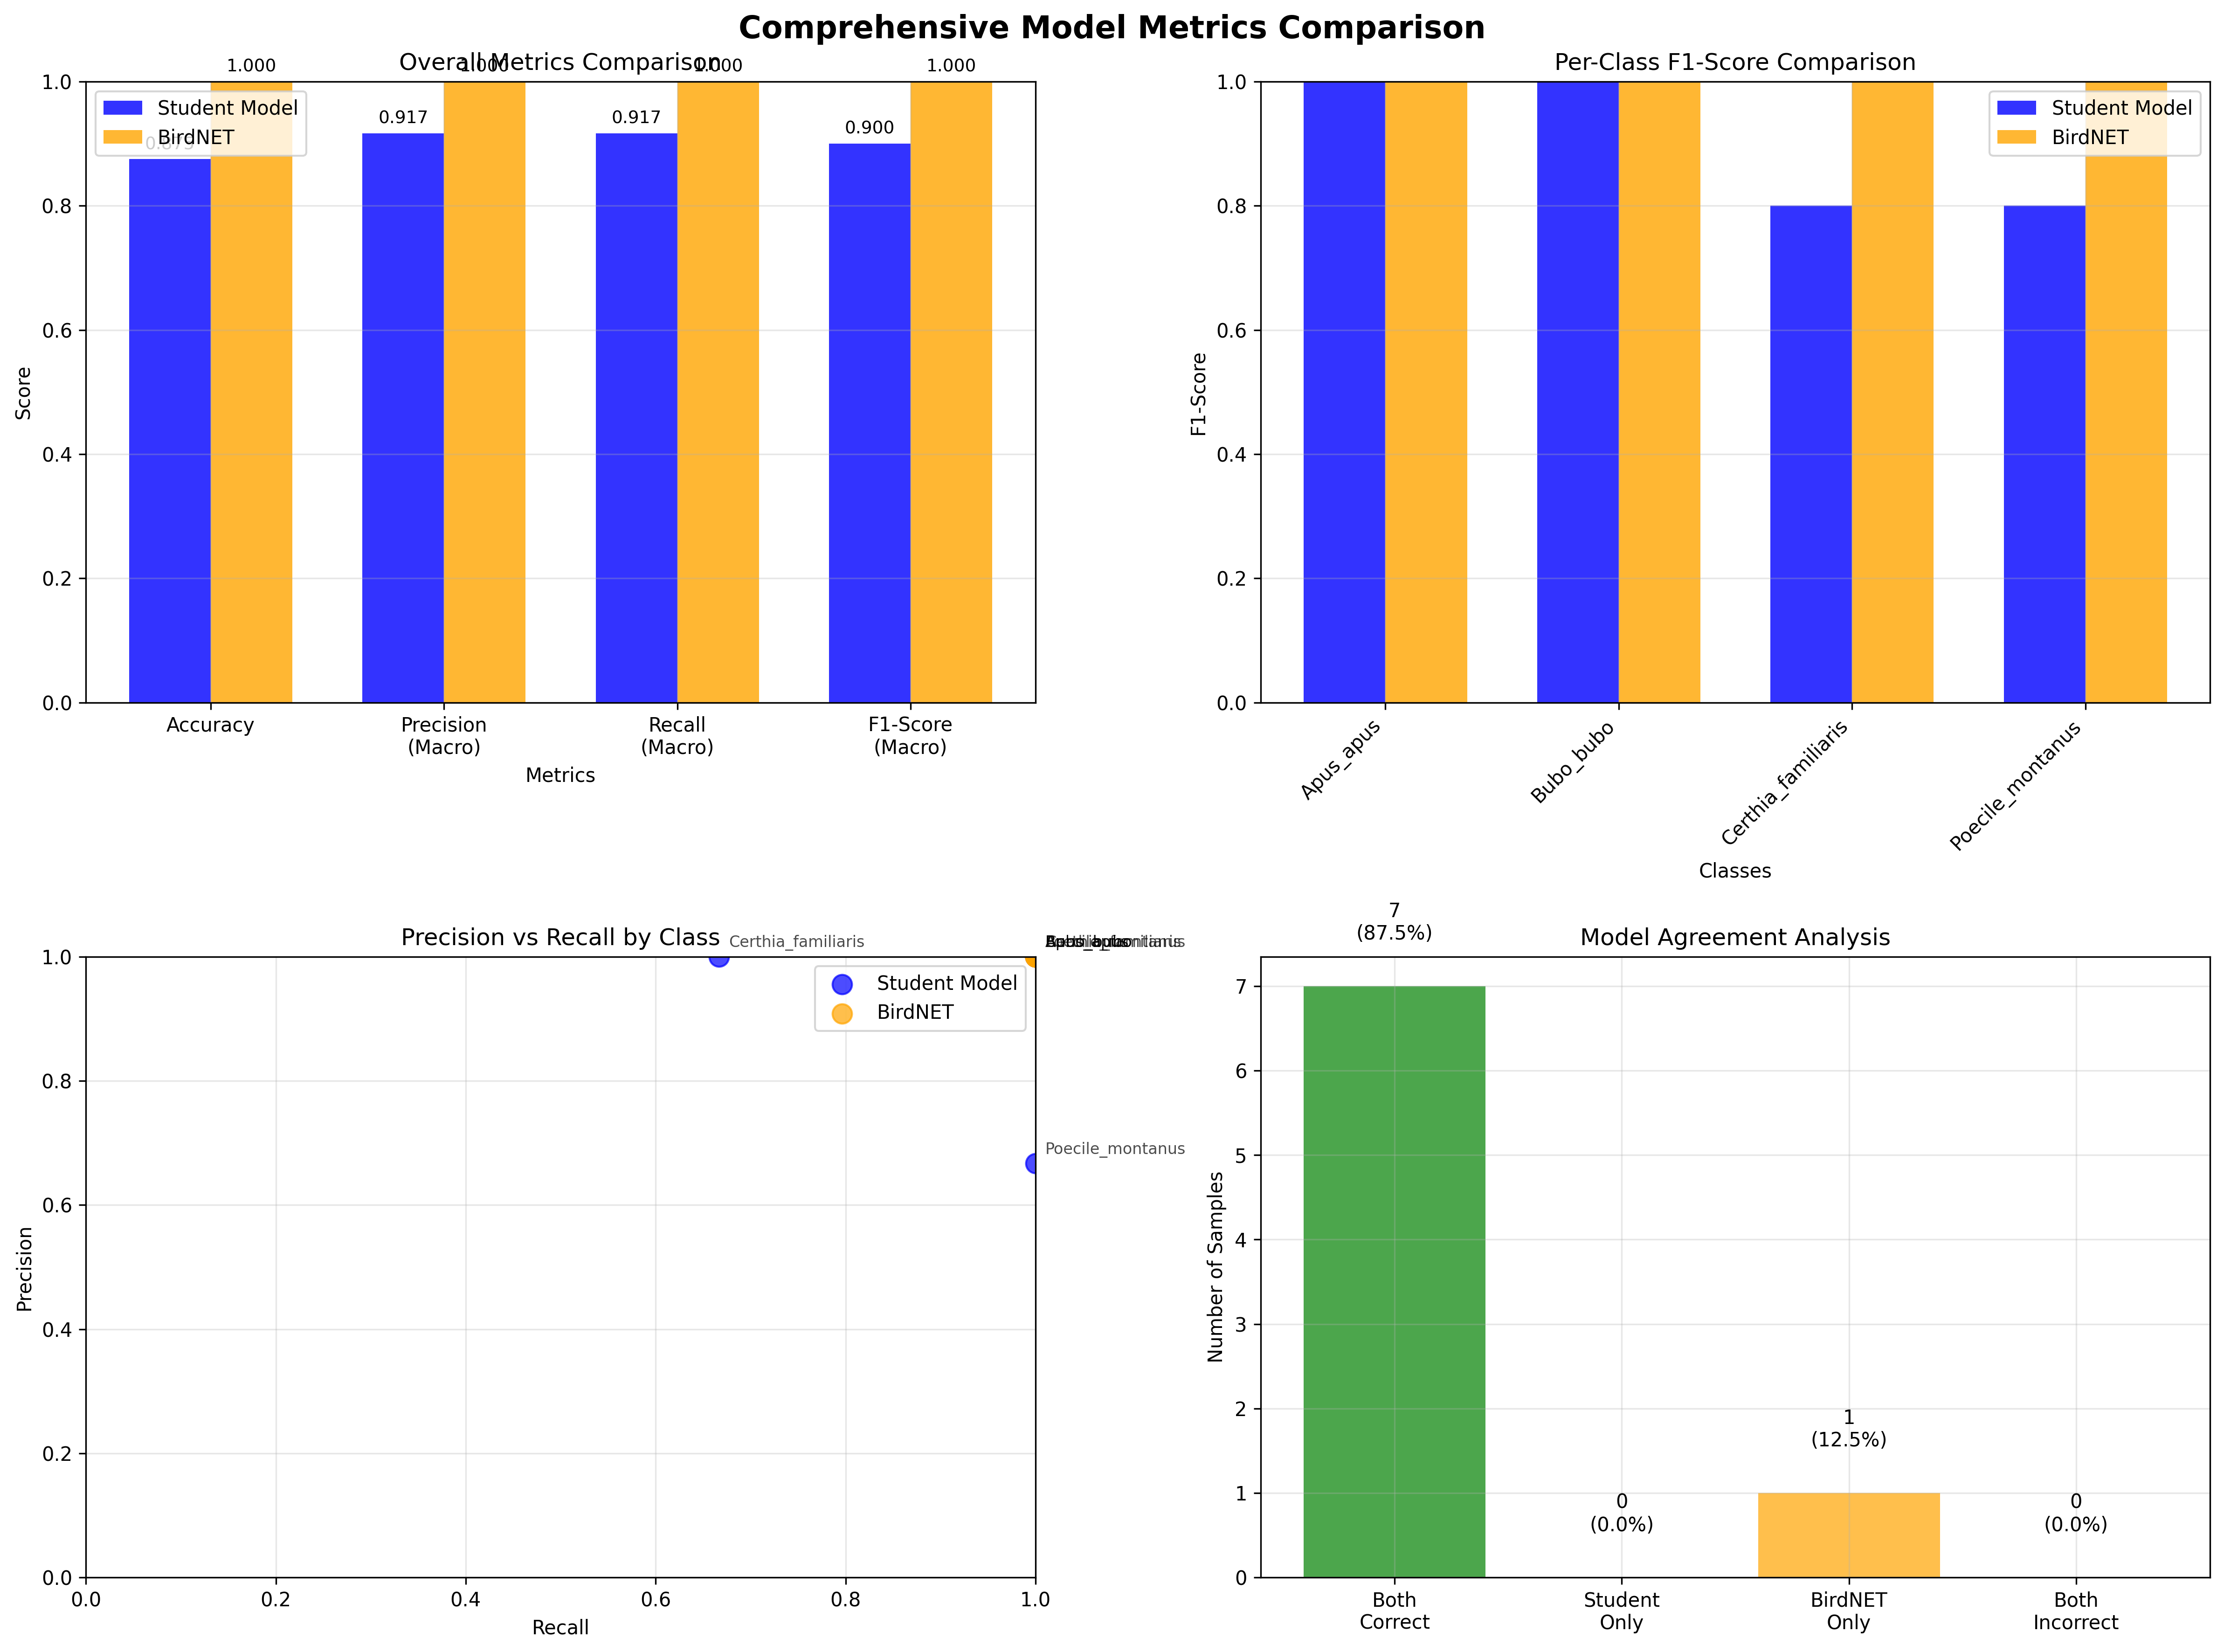 Comprehensive Model Metrics Comparison
Overall Metrics Comparison
1.000
1.000
1.000
1.000
Student Model
BirdNET
0.917
0.917
0.900
1.0
0.8
0.6
0.4
0.2
0.0
Score
Accuracy
Precision
(Macro)
Recall
(Macro)
F1-Score
(Macro)
Metrics
Per-Class F1-Score Comparison
Student Model
BirdNET
1.0
0.8
0.6
0.4
0.2
0.0
F1-Score
Apus_apus
Bubo_bubo
Certhia_familiaris
Poecile_montanus
Classes
Precision vs Recall by Class
Certhia_familiaris
Student Model
BirdNET
Poecile_montanus
1.0
0.8
0.6
0.4
0.2
0.0
Precision
0.0
0.2
0.4
0.6
0.8
1.0
Recall
Model Agreement Analysis
7
(87.5%)
0
(0.0%)
1
(12.5%)
0
(0.0%)
7
6
5
4
3
2
1
0
Number of Samples
Both
Correct
Student
Only
BirdNET
Only
Both
Incorrect